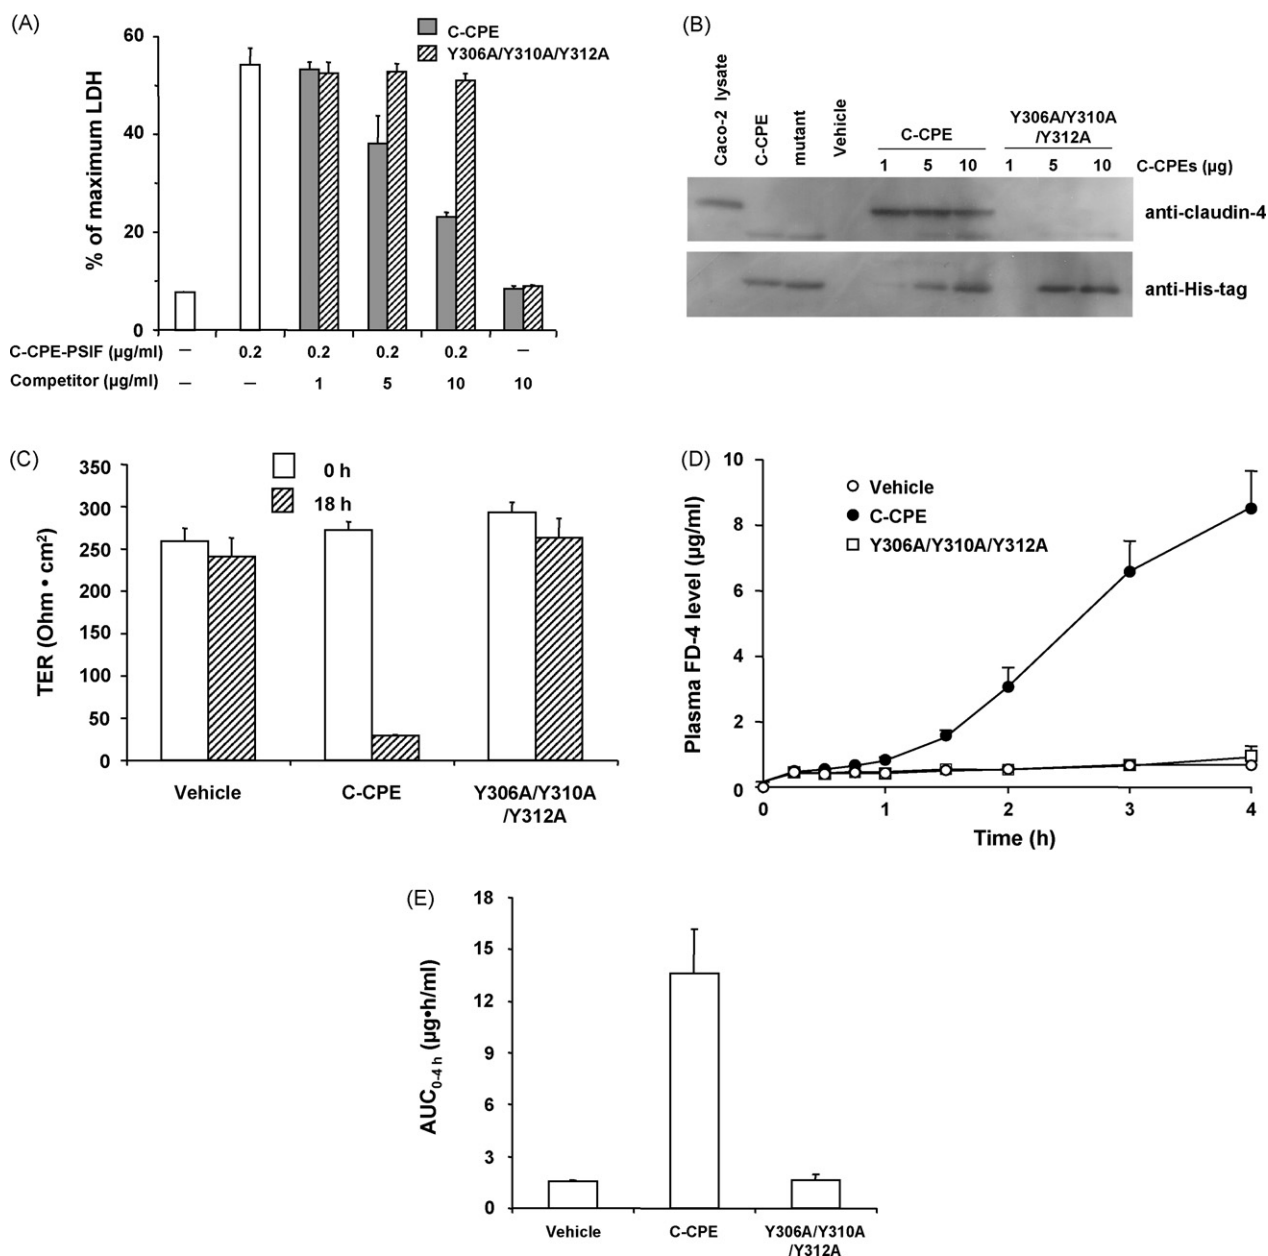 (A)
60
40
20
0
% of maximum LDH
C-CPE
Y306A/Y310A/Y312A
C-CPE-PSIF (μg/ml) – 0.2 0.2 0.2 0.2 –
Competitor (μg/ml) – – 1 5 10 10
(B)
Caco-2 lysate
C-CPE
mutant
Vehicle
C-CPE
Y306A/Y310A
/Y312A
1 5 10 1 5 10 C-CPEs (μg)
anti-claudin-4
anti-His-tag
(C)
350
300
250
200
150
100
50
0
TER (Ohm • cm2)
0 h
18 h
Vehicle C-CPE Y306A/Y310A
/Y312A
(D)
10
8
6
4
2
0
Plasma FD-4 level (μg/ml)
Vehicle
C-CPE
Y306A/Y310A/Y312A
0 1 2 3 4
Time (h)
(E)
18
15
12
9
6
3
0
AUC0-4 h (μg•h/ml)
Vehicle C-CPE Y306A/Y310A
/Y312A